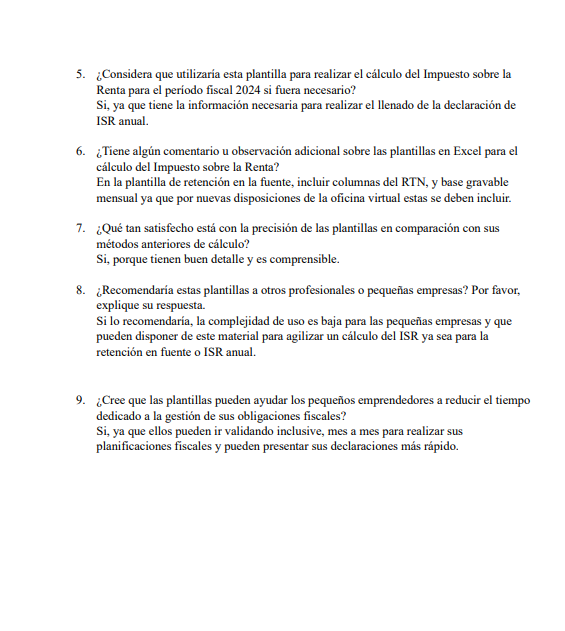 5. ¿Considera que utilizaría esta plantilla para realizar el cálculo del Impuesto sobre la
Renta para el período fiscal 2024 si fuera necesario?
Si, ya que tiene la información necesaria para realizar el llenado de la declaración de
ISR anual.
6. ¿Tiene algún comentario u observación adicional sobre las plantillas en Excel para el
cálculo del Impuesto sobre la Renta?
En la plantilla de retención en la fuente, incluir columnas del RTN, y base gravable
mensual ya que por nuevas disposiciones de la oficina virtual estas se deben incluir.
7. ¿Qué tan satisfecho está con la precisión de las plantillas en comparación con sus
métodos anteriores de cálculo?
Si, porque tienen buen detalle y es comprensible.
8. ¿Recomendaría estas plantillas a otros profesionales o pequeñas empresas? Por favor,
explique su respuesta.
Si lo recomendaría, la complejidad de uso es baja para las pequeñas empresas y que
pueden disponer de este material para agilizar un cálculo del ISR ya sea para la
retención en fuente o ISR anual.
9. ¿Cree que las plantillas pueden ayudar los pequeños emprendedores a reducir el tiempo
dedicado a la gestión de sus obligaciones fiscales?
Si, ya que ellos pueden ir validando inclusive, mes a mes para realizar sus
planificaciones fiscales y pueden presentar sus declaraciones más rápido.